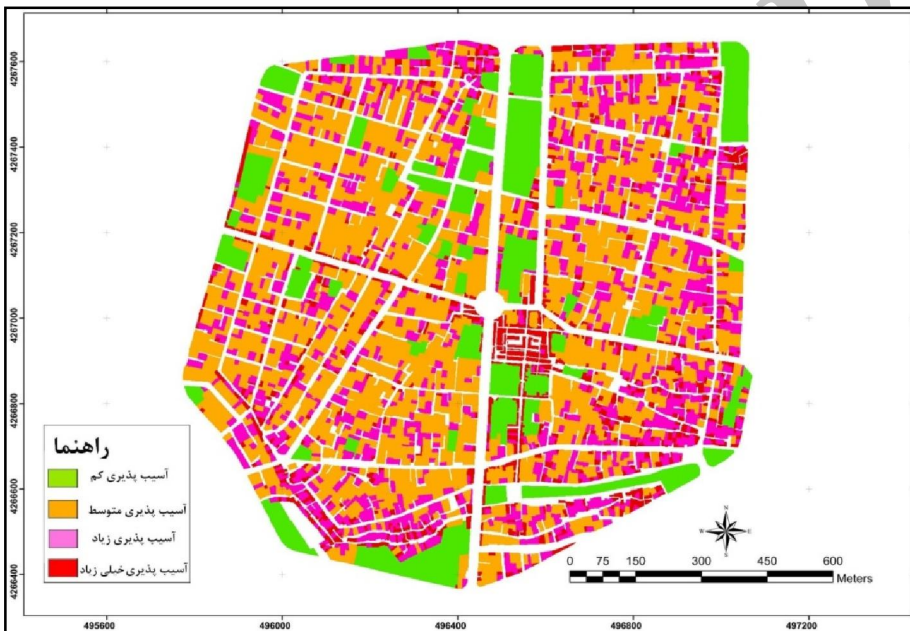 4267600
4267400
4267200
4267000
4266800
4266600
4266400
راهنما
آسیب پذیری کم
آسیب پذیری متوسط
آسیب پذیری زیاد
آسیب پذیری خیلی زیاد
N
W E
S
0 75 150 300 450 600
Meters
495600 496000 496400 496800 497200